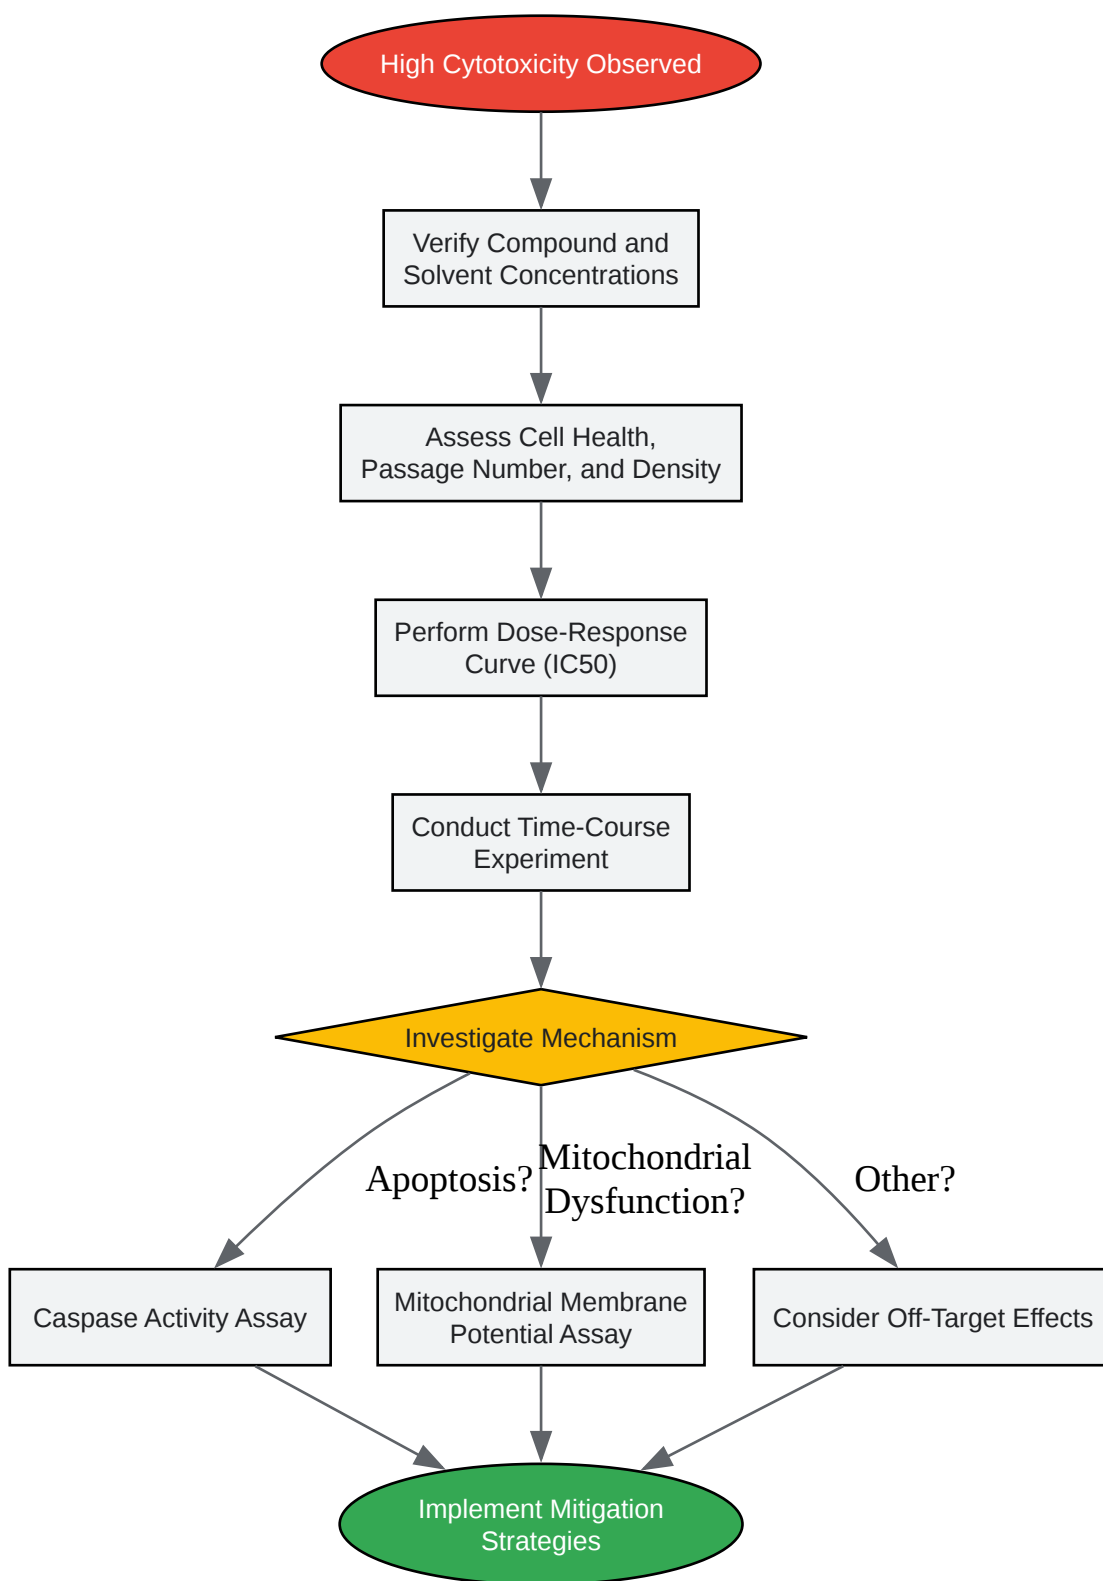 High Cytotoxicity Observed
Verify Compound and
Solvent Concentrations
Assess Cell Health,
Passage Number, and Density
Perform Dose-Response
Curve (IC50)
Conduct Time-Course
Experiment
Investigate Mechanism
Apoptosis?
Mitochondrial
Dysfunction?
Other?
Caspase Activity Assay
Mitochondrial Membrane
Potential Assay
Consider Off-Target Effects
Implement Mitigation
Strategies